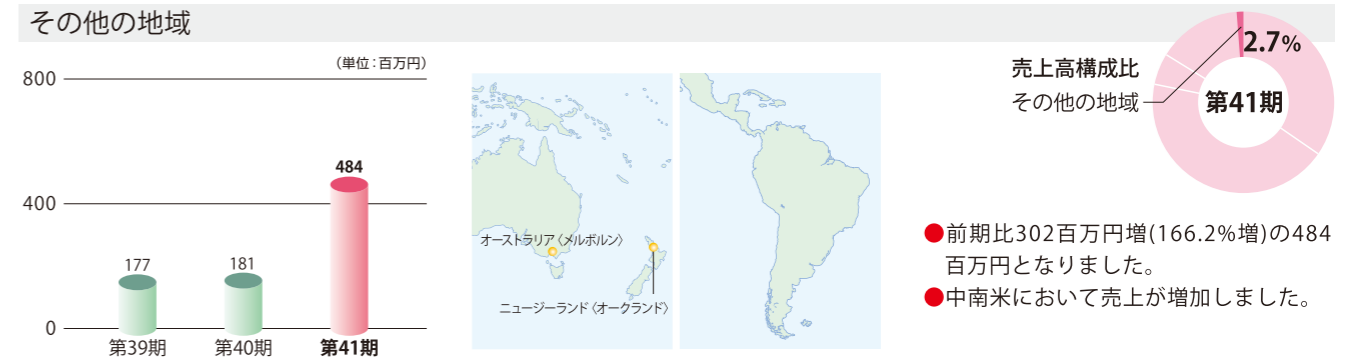 その他の地域
(単位:百万円)
800
400
0
177
181
484
第39期
第40期
第41期
オーストラリア〈メルボルン〉
ニュージーランド〈オークランド〉
売上高構成比
その他の地域
2.7%
第41期
●前期比302百万円増(166.2%増)の484
百万円となりました。
●中南米において売上が増加しました。